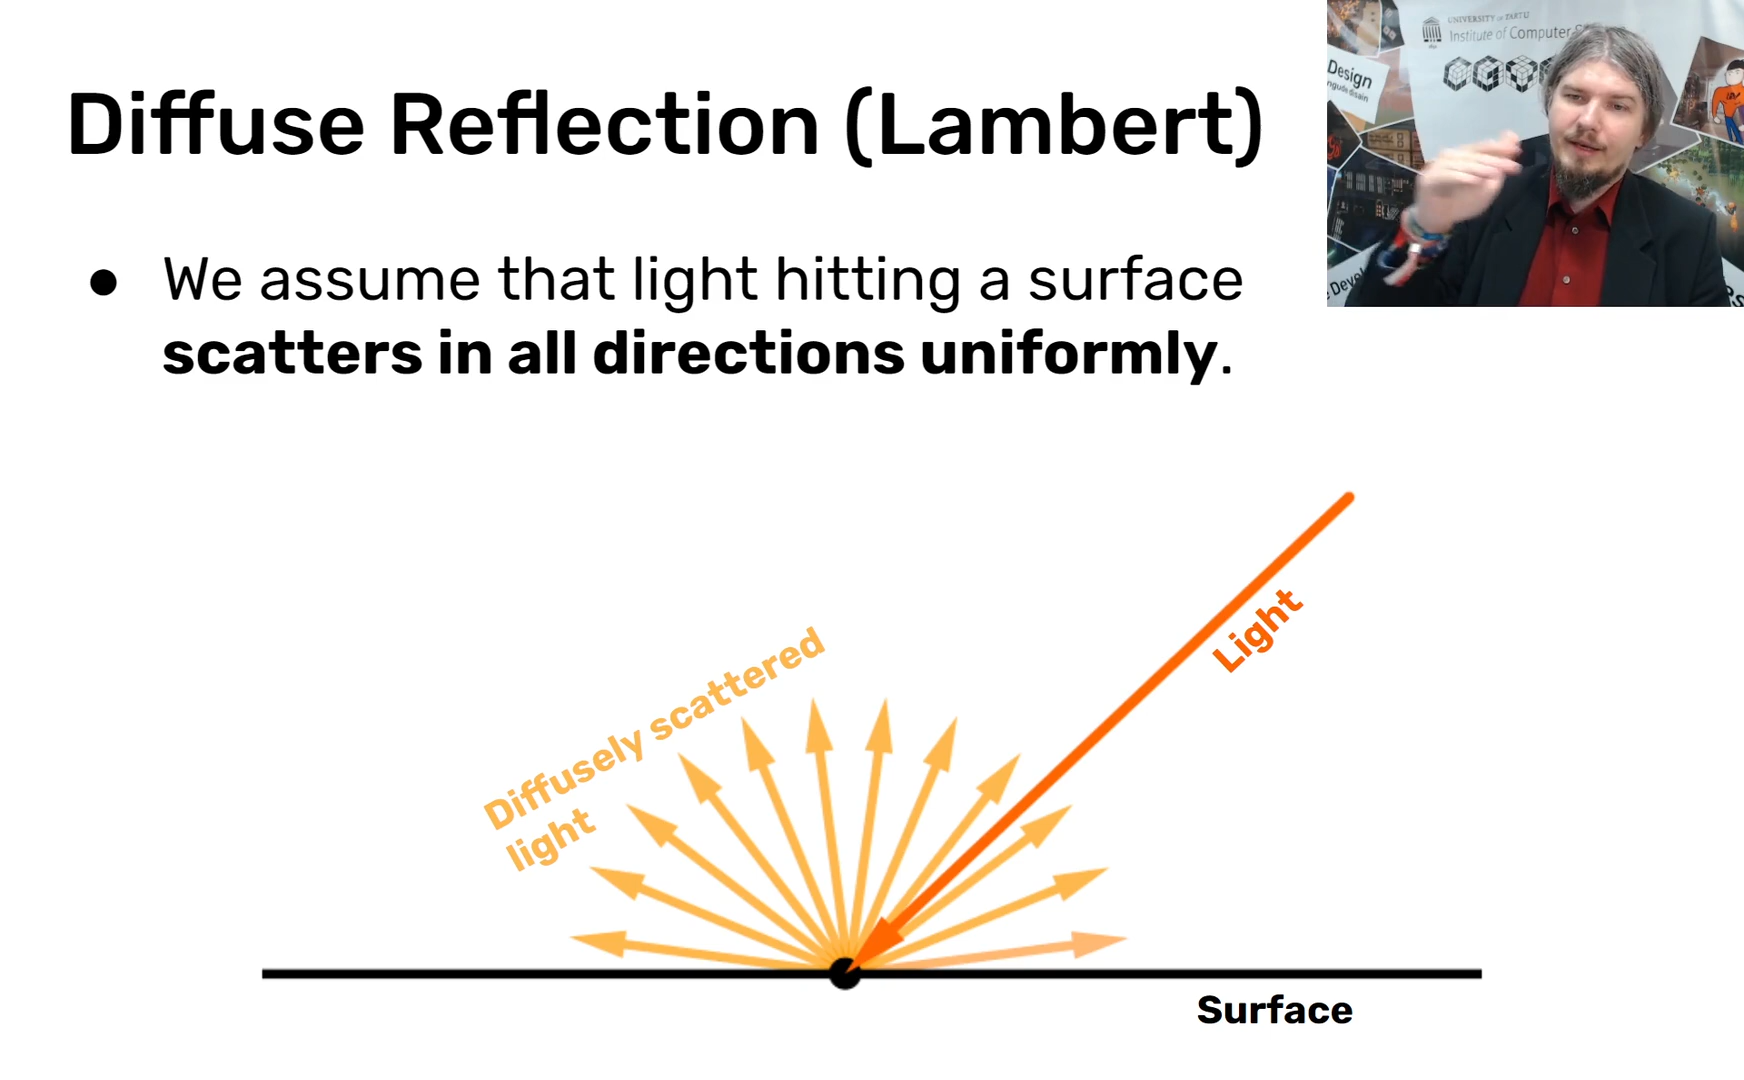 Diffuse Reflection (Lambert)
● We assume that light hitting a surface
scatters in all directions uniformly.
UNIVERSITY OF TARTU
Institute of Computer
Design
Light
Diffusely scattered
light
Surface